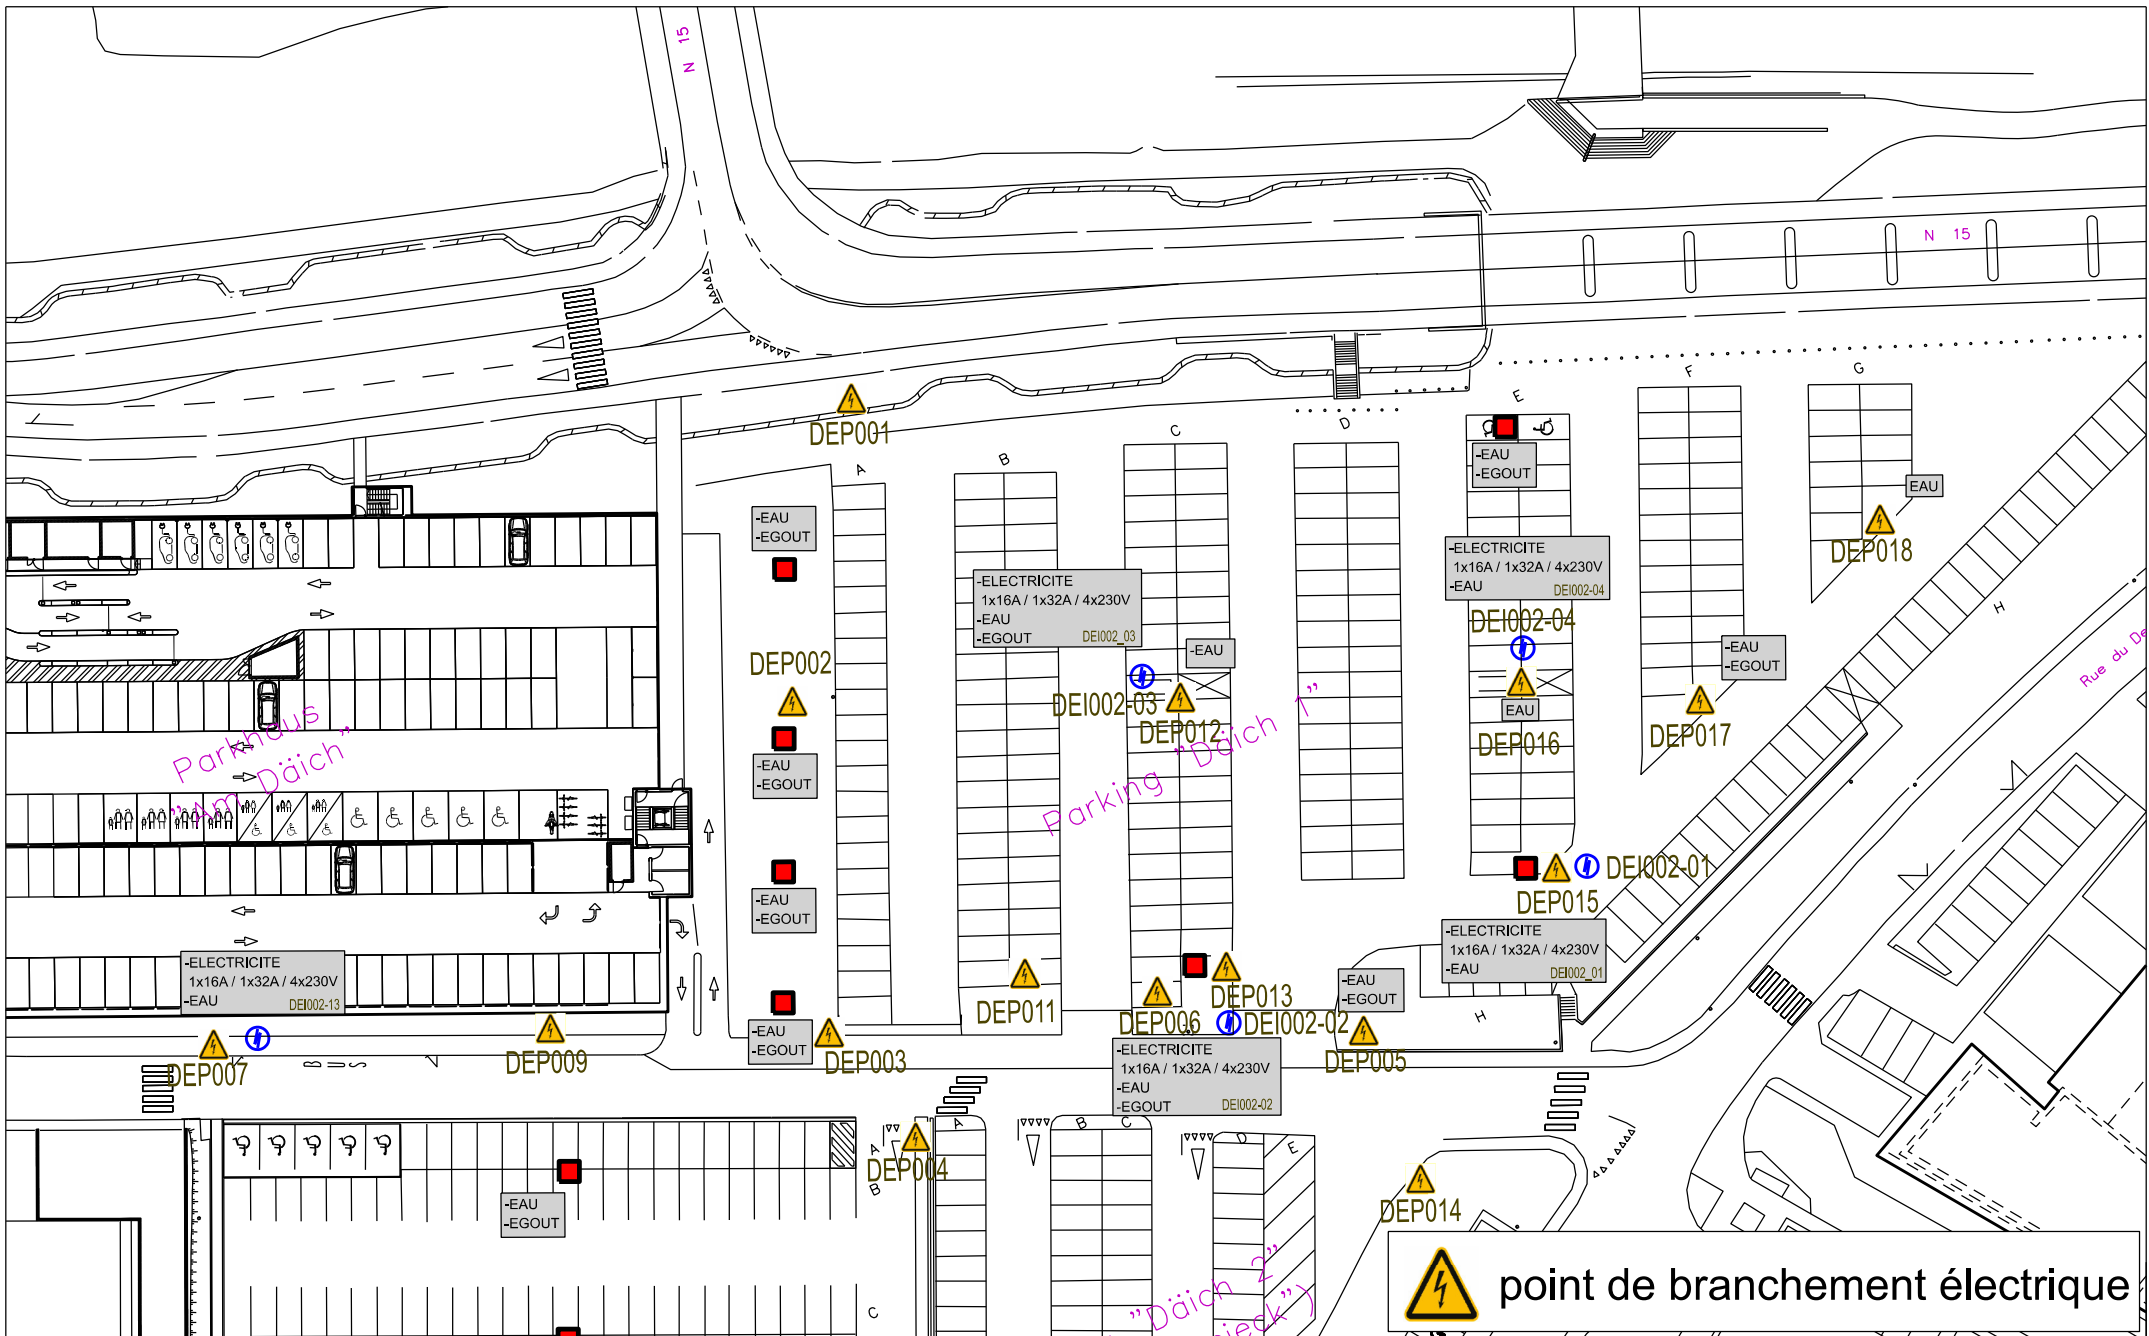 N 15
N 15
G
F
E
D
C
B
A
DEP001
-EAU
-EGOUT
EAU
-EAU
-EGOUT
DEP018
-ELECTRICITE
1x16A / 1x32A / 4x230V
-EAU
DEI002-04
-ELECTRICITE
1x16A / 1x32A / 4x230V
-EAU
-EGOUT
DEI002_03
H
DEI002-04
-EAU
-EGOUT
-EAU
DEP002
Rue du De
DEI002-03
DEP012
EAU
DEP016
DEP017
Parkhaus
"Am Däich"
Parking "Däich 1"
-EAU
-EGOUT
-EAU
-EGOUT
DEI002-01
DEP015
-ELECTRICITE
1x16A / 1x32A / 4x230V
-EAU
DEI002_01
-ELECTRICITE
1x16A / 1x32A / 4x230V
-EAU
DEI002-13
-EAU
-EGOUT
DEP011
DEP013
DEP006
DEI002-02
H
-EAU
-EGOUT
DEP003
DEP005
DEP009
DEP007
BUS
-ELECTRICITE
1x16A / 1x32A / 4x230V
-EAU
-EGOUT
DEI002-02
A
B
C
D
E
A
B
C
DEP004
DEP014
-EAU
-EGOUT
"Däich 2"
point de branchement électrique